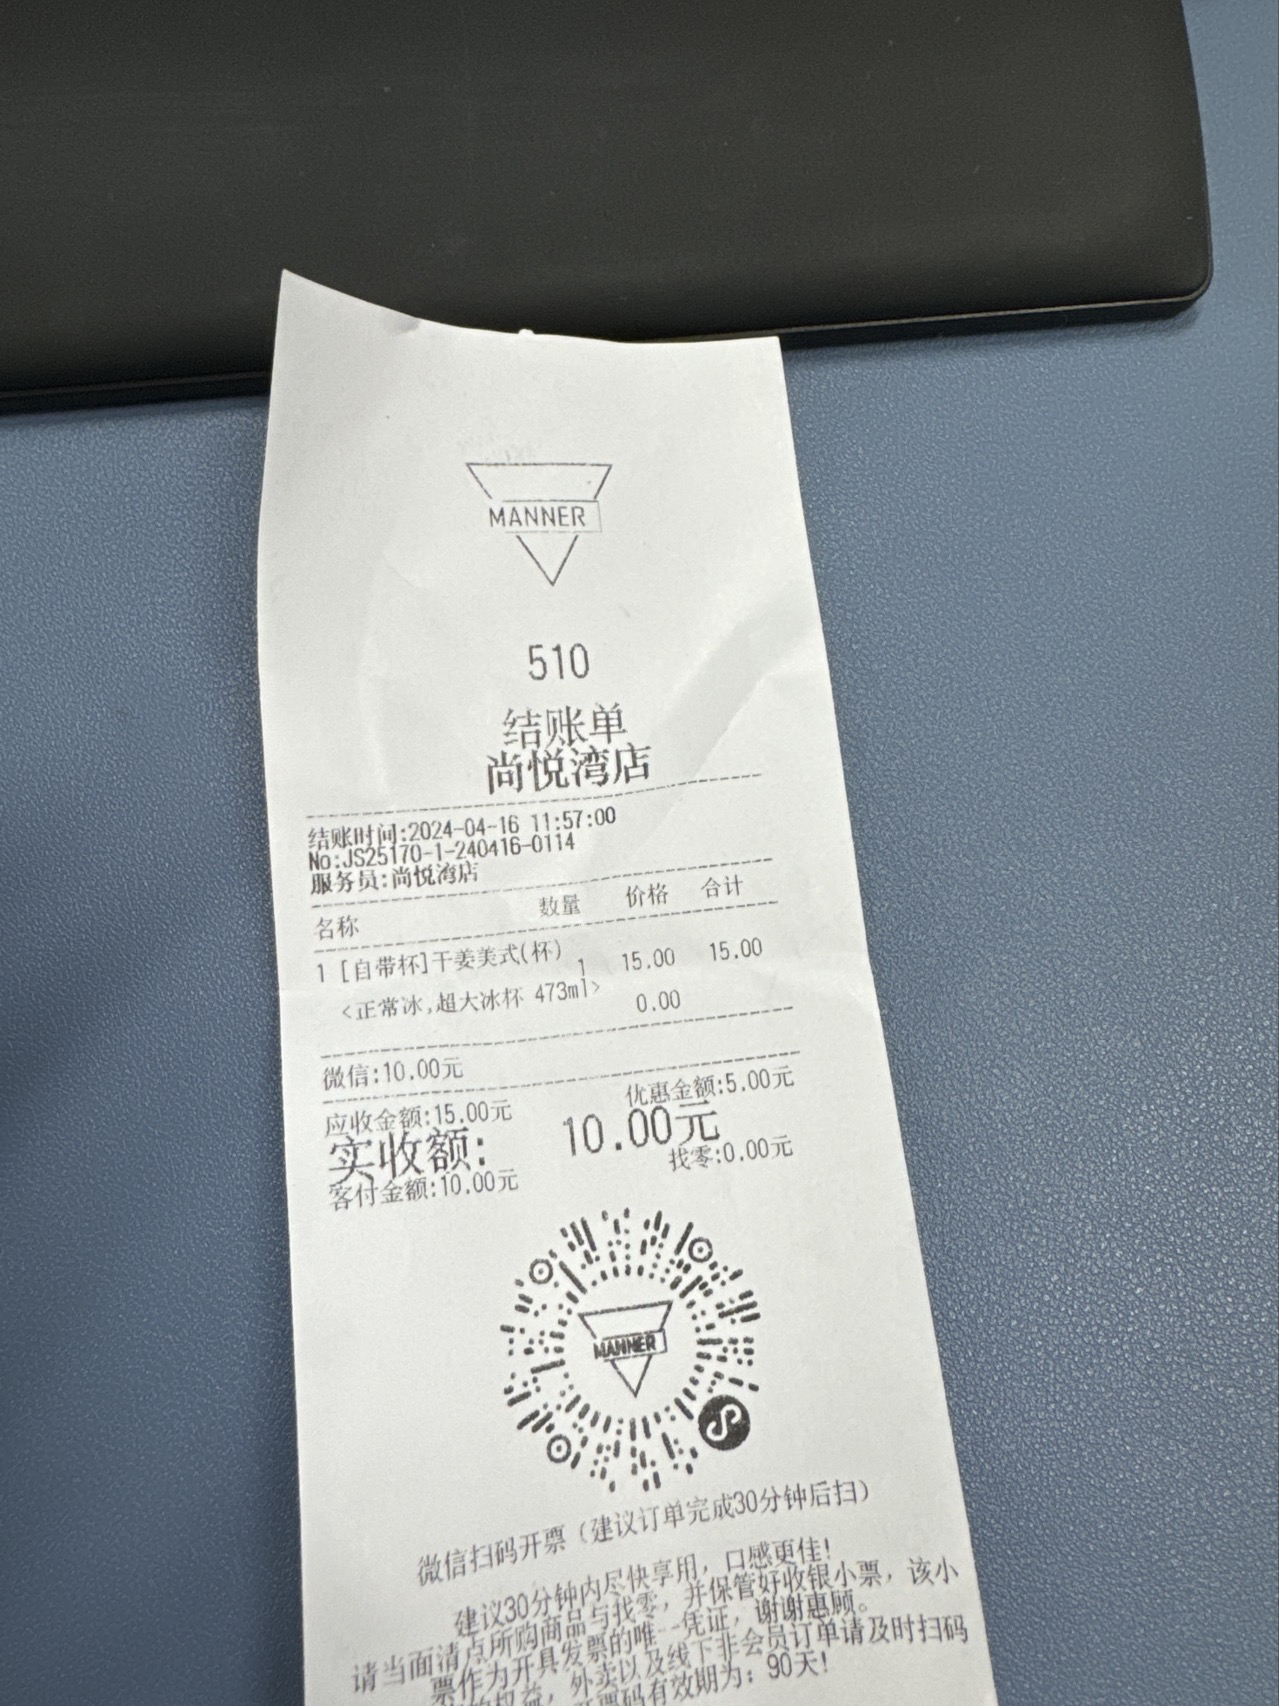 MANNER
510
结账单
尚悦湾店
结账时间:2024-04-16 11:57:00
No:JS25170-1-240416-0114
服务员:尚悦湾店
名称 数量 价格 合计
1 [自带杯]干姜美式(杯) 1 15.00 15.00
<正常冰,超大冰杯 473ml> 0.00
微信:10.00元
应收金额:15.00元 优惠金额:5.00元
实收额: 10.00元
客付金额:10.00元 找零:0.00元
MANNER
微信扫码开票（建议订单完成30分钟后扫）
建议30分钟内尽快享用，口感更佳!
请当面清点所购商品与找零，并保管好收银小票，该小
票作为开具发票的唯一凭证，谢谢惠顾。
权益，外卖以及线下非会员订单请及时扫码
票码有效期为：90天!